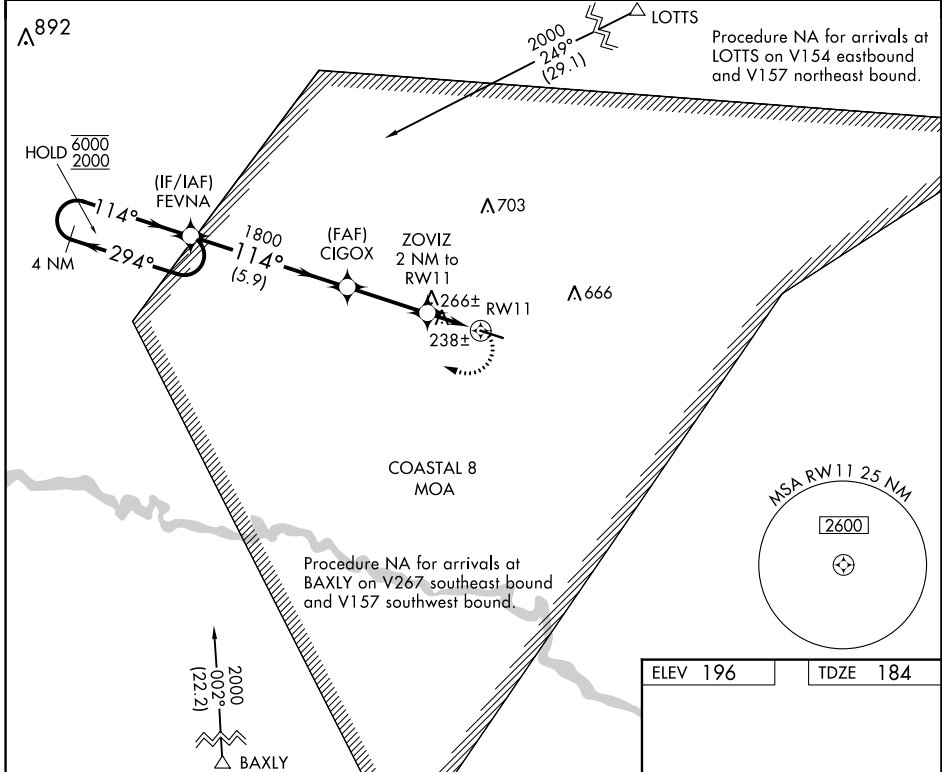 892
LOTTS
2000
249°
(29.1)
Procedure NA for arrivals at
LOTTS on V154 eastbound
and V157 northeast bound.
HOLD 6000
2000
(IF/IAF)
FEVNA
114°
294°
4 NM
1800
114°
(5.9)
(FAF)
CIGOX
703
ZOVIZ
2 NM to
RW11
266±
238±
RW11
666
COASTAL 8
MOA
MSA RW11 25 NM
2600
Procedure NA for arrivals at
BAXLY on V267 southeast bound
and V157 southwest bound.
2000
002°
(22.2)
BAXLY
ELEV 196
TDZE 184